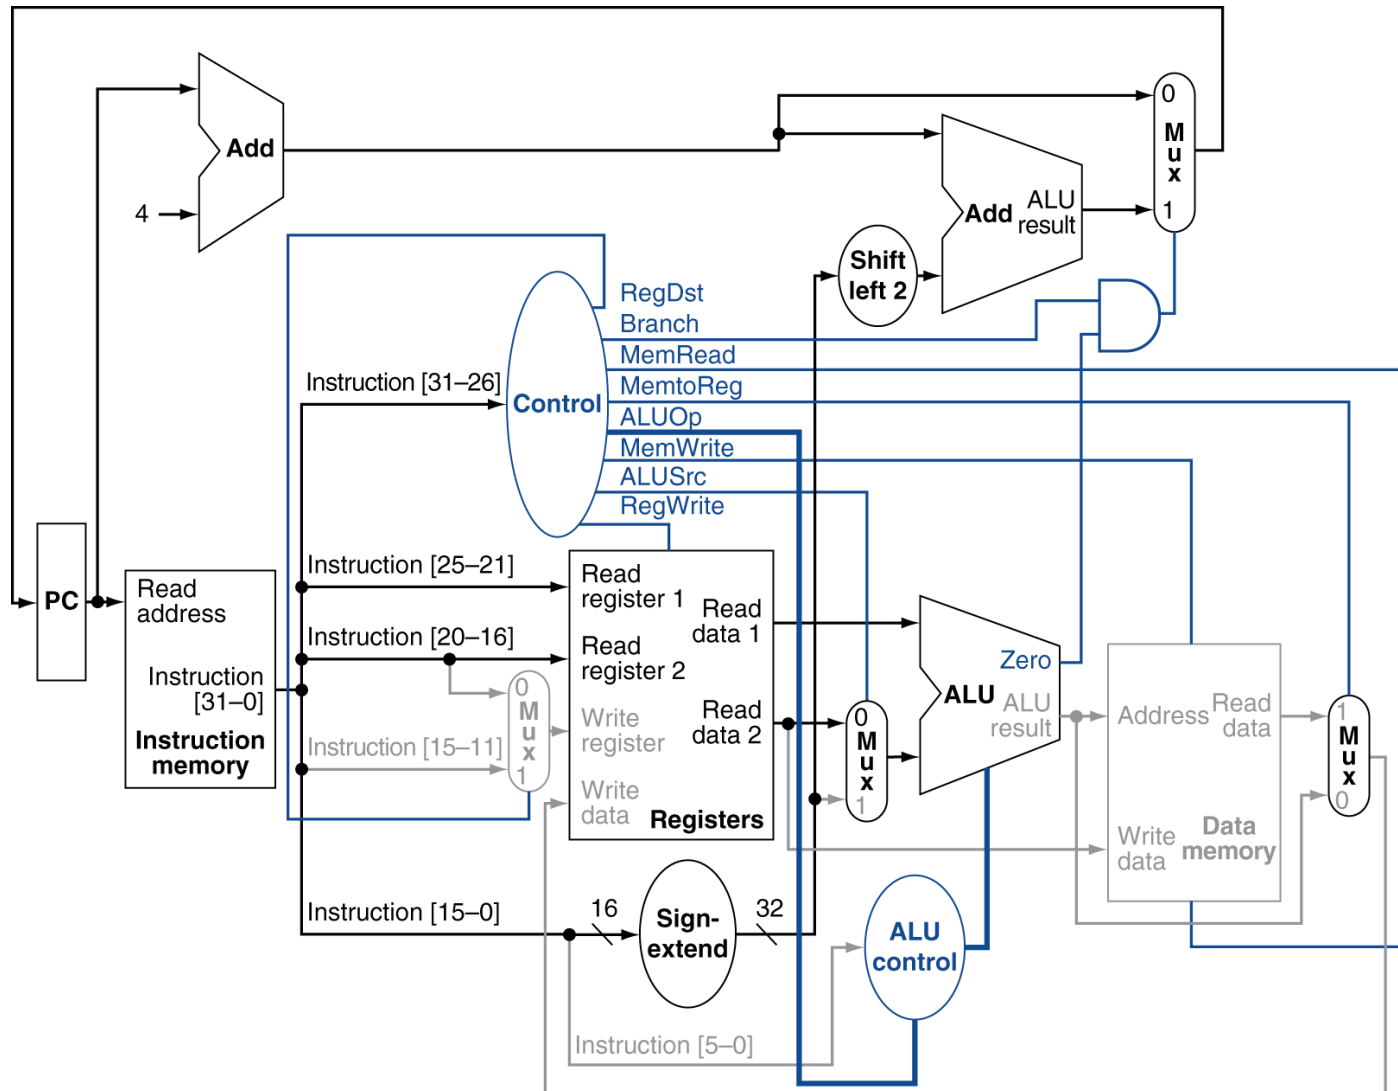 0
M
u
x
1
Add
4
Add
ALU
result
Shift
left 2
RegDst
Branch
MemRead
MemtoReg
ALUOp
MemWrite
ALUSrc
RegWrite
Instruction [31–26]
Control
Instruction [25–21]
Instruction [20–16]
Instruction [15–11]
Instruction [15–0]
Instruction [5–0]
PC
Read
address
Instruction
[31–0]
Instruction
memory
0
M
u
x
1
Read
register 1
Read
register 2
Write
register
Write
data
Read
data 1
Read
data 2
Registers
0
M
u
x
1
Zero
ALU
ALU
result
Address
Read
data
Write
data
Data
memory
1
M
u
x
0
16
Sign-
extend
32
ALU
control